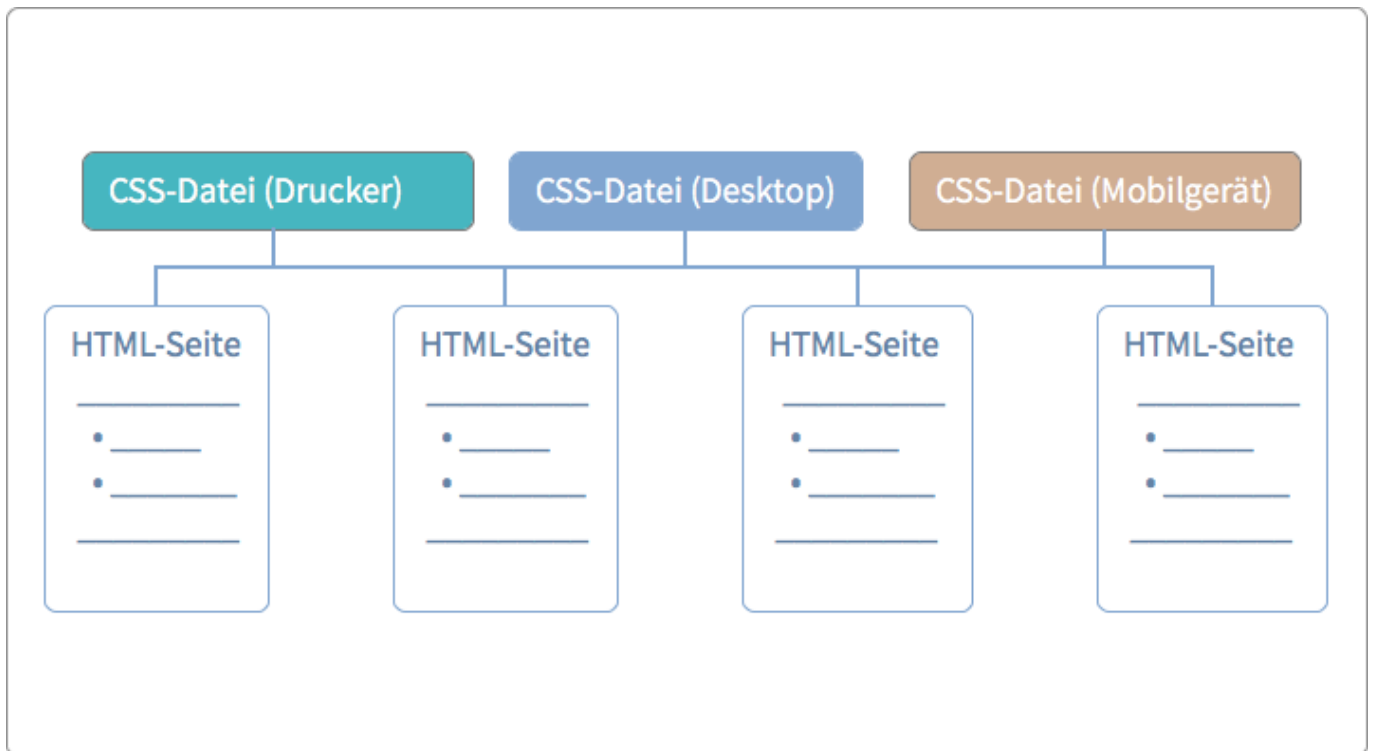 CSS-Datei (Drucker)
CSS-Datei (Desktop)
CSS-Datei (Mobilgerät)
HTML-Seite
HTML-Seite
HTML-Seite
HTML-Seite